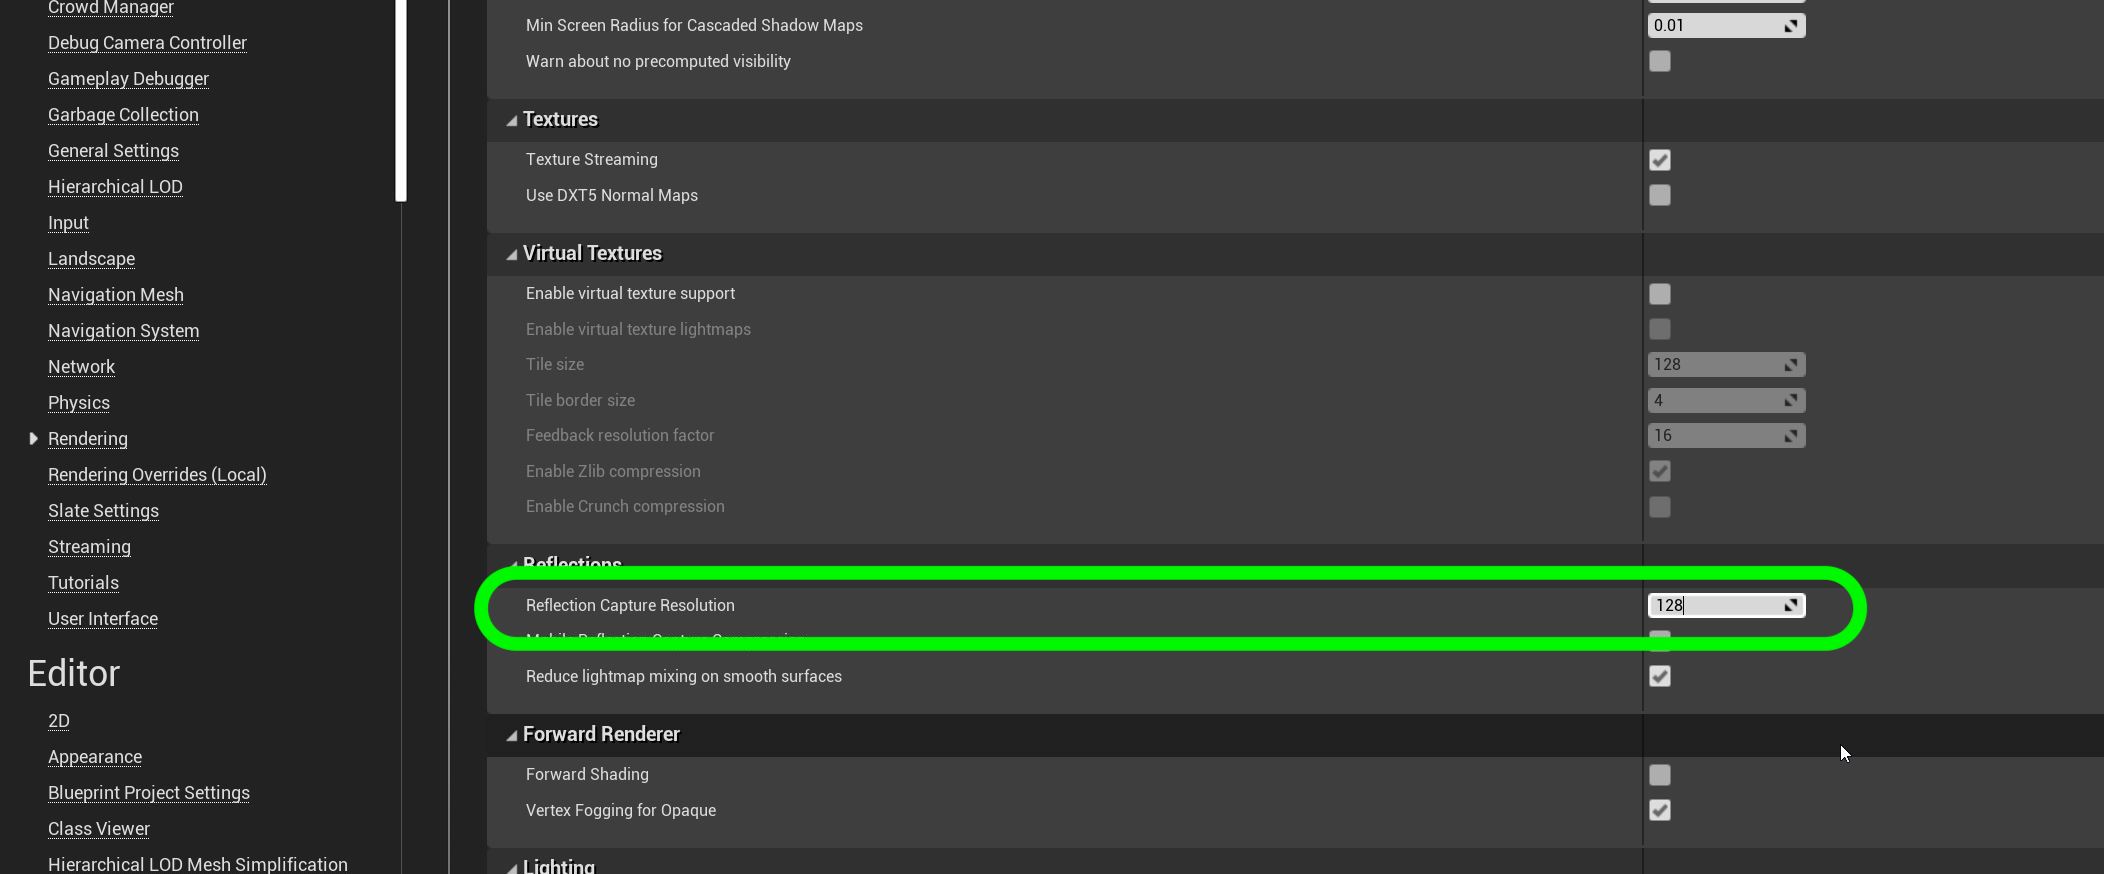 Crowd Manager
Debug Camera Controller
Gameplay Debugger
Garbage Collection
General Settings
Hierarchical LOD
Input
Landscape
Navigation Mesh
Navigation System
Network
Physics
Rendering
Rendering Overrides (Local)
Slate Settings
Streaming
Tutorials
User Interface
Editor
2D
Appearance
Blueprint Project Settings
Class Viewer
Hierarchical LOD Mesh Simplification
Min Screen Radius for Cascaded Shadow Maps 0.01
Warn about no precomputed visibility
Textures
Texture Streaming
Use DXT5 Normal Maps
Virtual Textures
Enable virtual texture support
Enable virtual texture lightmaps
Tile size 128
Tile border size 4
Feedback resolution factor 16
Enable Zlib compression
Enable Crunch compression
Reflections
Reflection Capture Resolution 128
Mobile Reflection Capture Compression
Reduce lightmap mixing on smooth surfaces
Forward Renderer
Forward Shading
Vertex Fogging for Opaque
Lighting